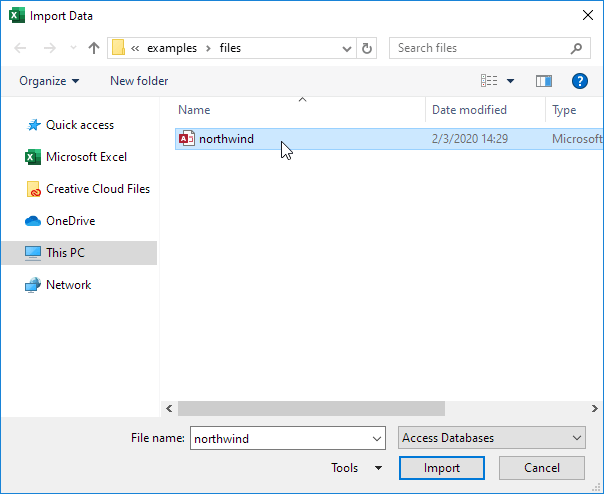 Import Data
« examples › files
Search files
Organize
New folder
?
Name
Date modified
Type
northwind
2/3/2020 14:29
Microsoft
Quick access
Microsoft Excel
Creative Cloud Files
OneDrive
This PC
Network
File name:
northwind
Access Databases
Tools
Import
Cancel